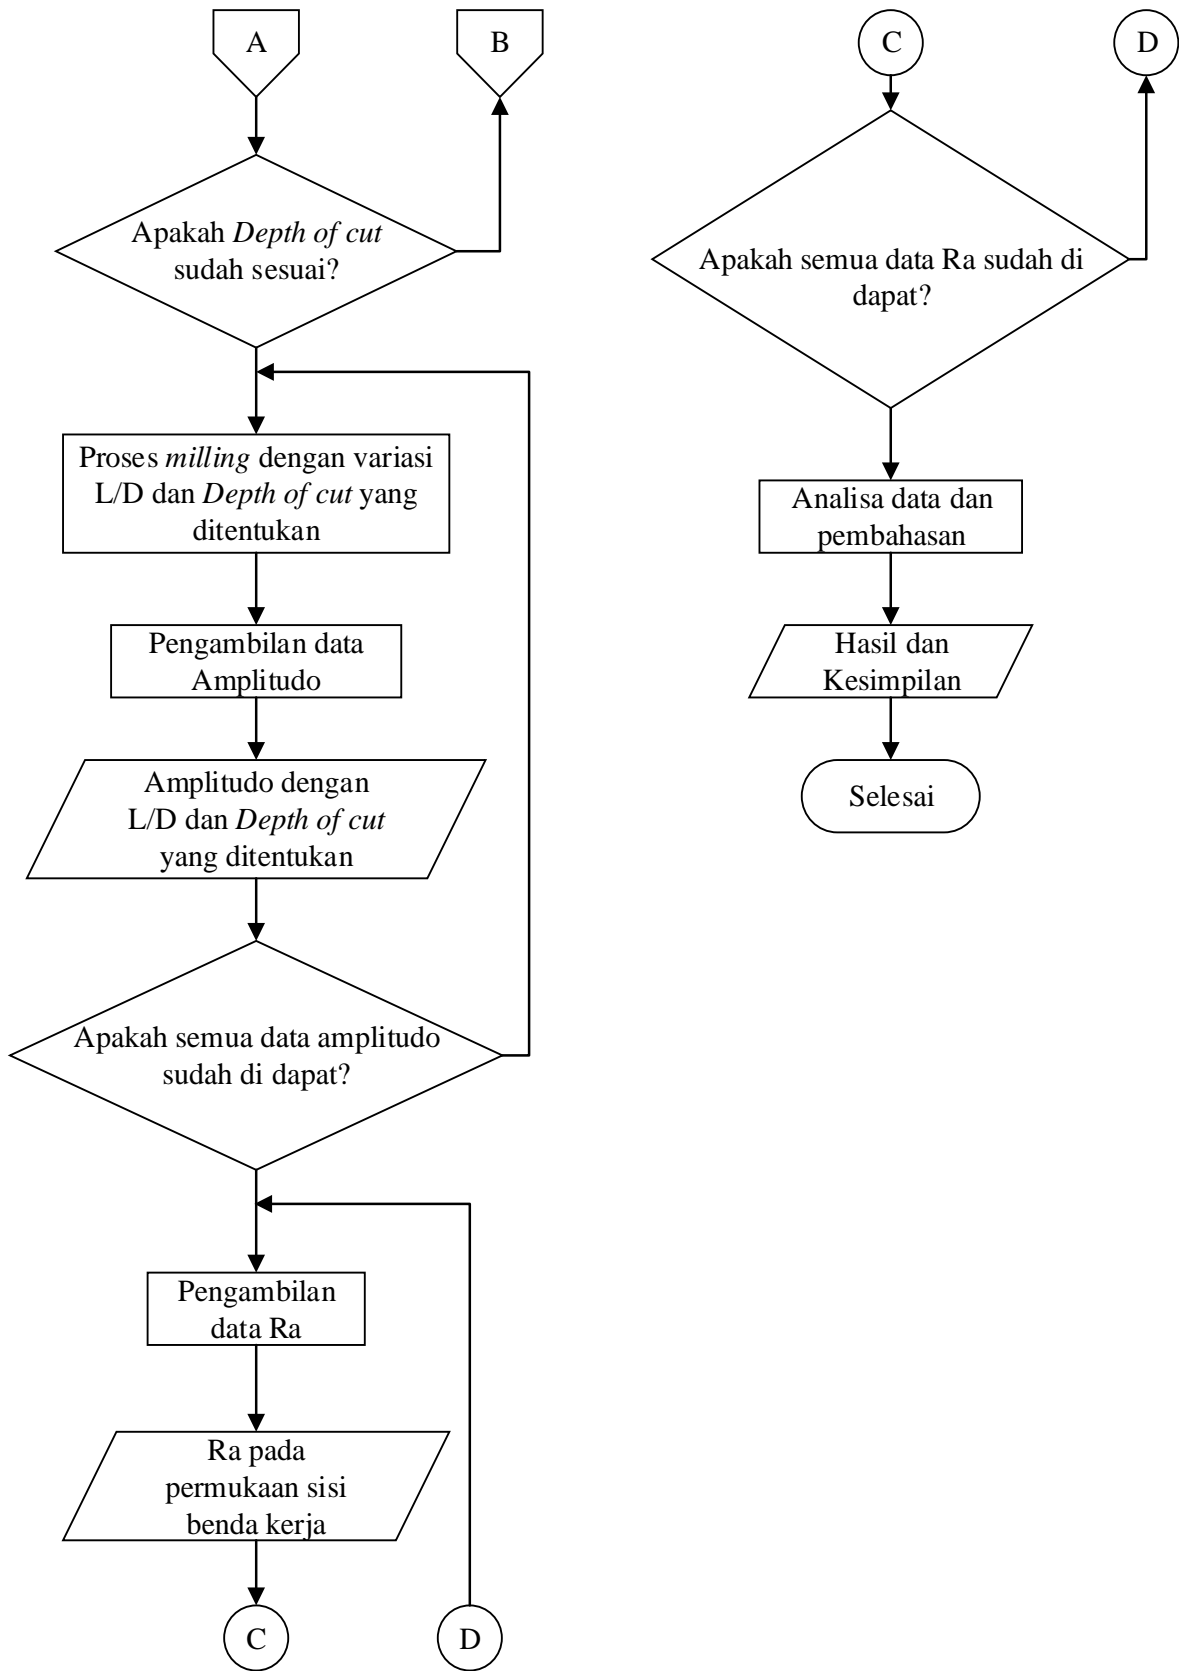 A
B
Apakah Depth of cut
sudah sesuai?
Proses milling dengan variasi
L/D dan Depth of cut yang
ditentukan
Pengambilan data
Amplitudo
Amplitudo dengan
L/D dan Depth of cut
yang ditentukan
Apakah semua data amplitudo
sudah di dapat?
Pengambilan
data Ra
Ra pada
permukaan sisi
benda kerja
C
D
C
D
Apakah semua data Ra sudah di
dapat?
Analisa data dan
pembahasan
Hasil dan
Kesimpilan
Selesai